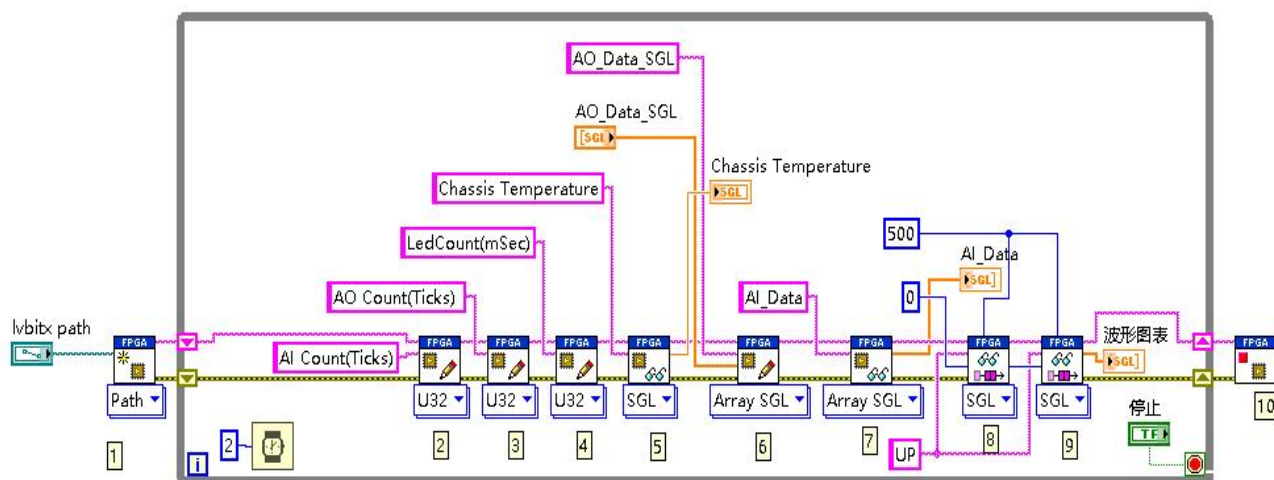 AO_Data_SGL
AO_Data_SGL
SGL
Chassis Temperature
Chassis Temperature
SGL
LedCount(mSec)
500
AI_Data
SGL
AO Count(Ticks)
AI_Data
0
lvbitx path
AI Count(Ticks)
波形图表
SGL
FPGA
FPGA
FPGA
FPGA
FPGA
FPGA
FPGA
FPGA
FPGA
FPGA
Path
U32
U32
U32
SGL
Array SGL
Array SGL
SGL
SGL
停止
TF
1
i
2
2
3
4
5
6
7
UP
8
9
10